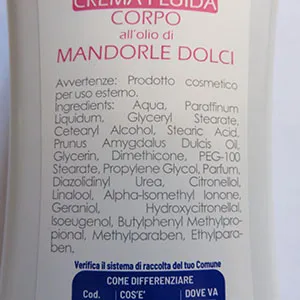 CREMA FLUIDA
CORPO
all'olio di
MANDORLE DOLCI
Avvertenze: Prodotto cosmetico
per uso esterno.
Ingredients: Aqua, Paraffinum
Liquidum, Glyceryl Stearate,
Cetearyl Alcohol, Stearic Acid,
Prunus Amygdalus Dulcis Oil,
Glycerin, Dimethicone, PEG-100
Stearate, Propylene Glycol, Parfum,
Diazolidinyl Urea, Citronellol,
Linalool, Alpha-Isomethyl Ionone,
Geraniol, Hydroxycitronellal,
Isoeugenol, Butylphenyl Methylpro-
pional, Methylparaben, Ethylpara-
ben,
Verifica il sistema di raccolta del tuo Comune
COME DIFFERENZIARE
Cod. COS'E' DOVE VA